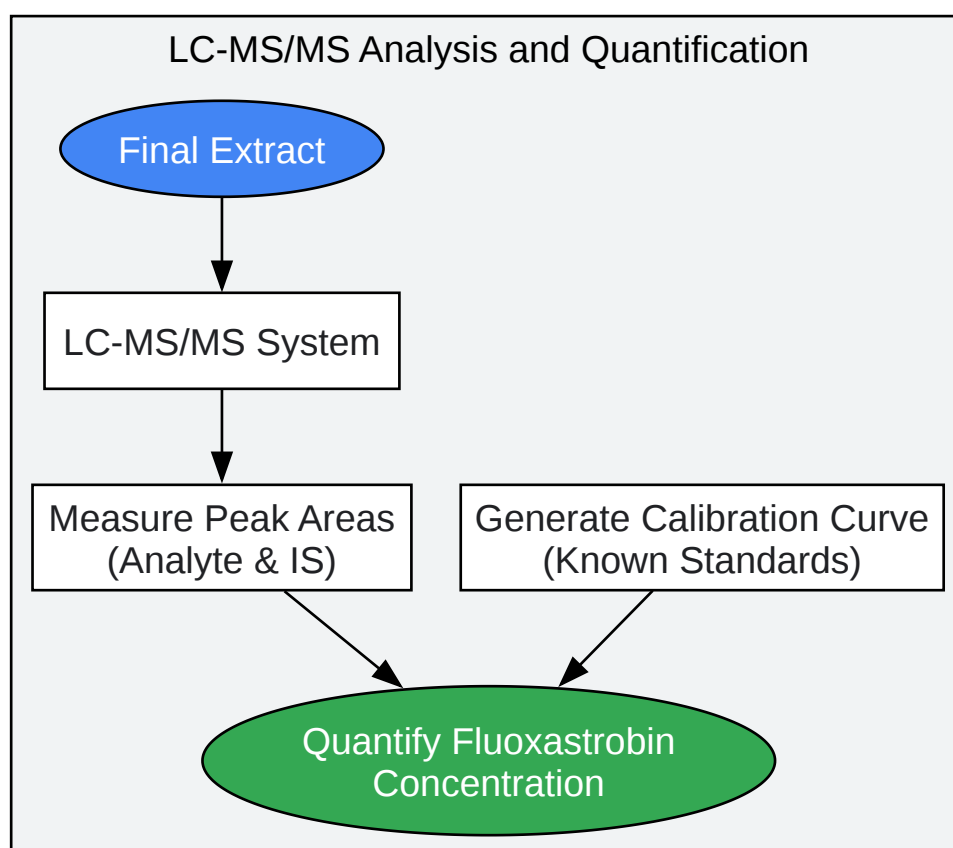 LC-MS/MS Analysis and Quantification
Final Extract
LC-MS/MS System
Measure Peak Areas
(Analyte & IS)
Generate Calibration Curve
(Known Standards)
Quantify Fluoxastrobin
Concentration